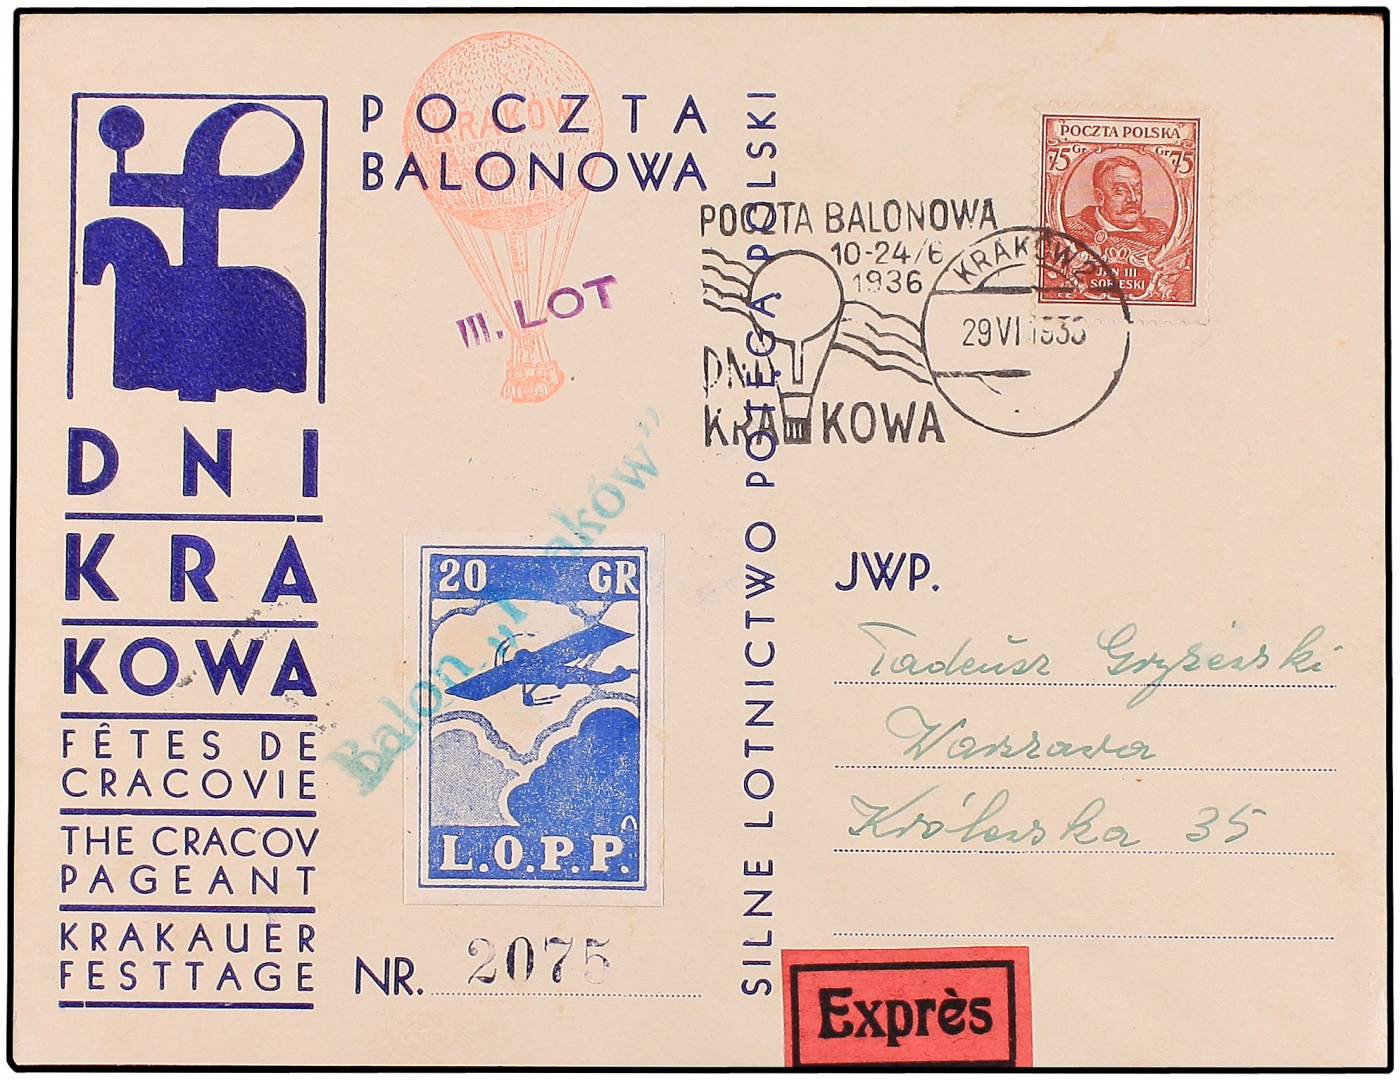 POCZTA
BALONOWA
KRAKÓW
III. LOT
DNI
KRA
KOWA
FÊTES DE
CRACOVIE
THE CRACOV
PAGEANT
KRAKAUER
FESTTAGE
Balon "Kraków"
20 GR
L.O.P.P.
NR. 2075
SILNE LOTNICTWO POTĘGĄ POLSKI
POCZTA BALONOWA
10-24/6
1936
DNI
KRAKOWA
KRAKÓW 2
29 VI 1936
POCZTA POLSKA
75 Gr Gr 75
JAN III
SOBIESKI
JWP.
Tadeusz
Warszawa
Królewska 35
Exprès